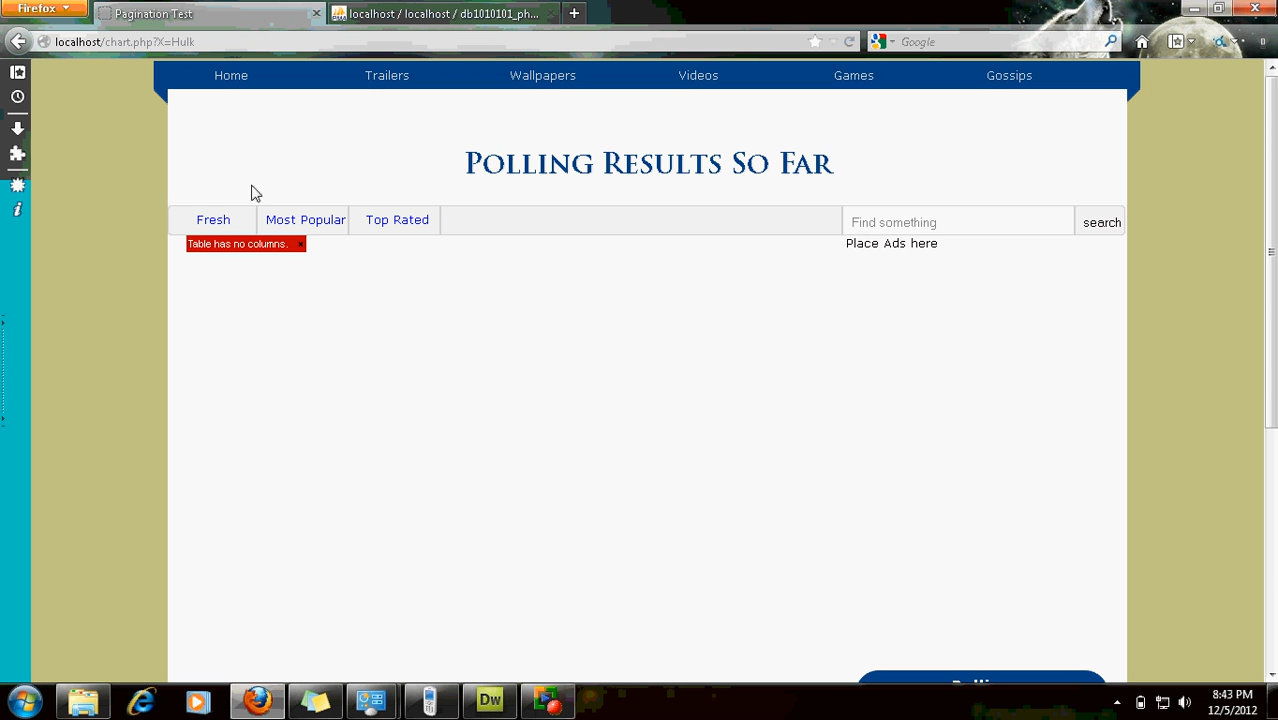 Firefox
Pagination Test
localhost / localhost / db1010101_ph...
localhost/chart.php?X=Hulk
Google
Home Trailers Wallpapers Videos Games Gossips
Polling Results So Far
Fresh Most Popular Top Rated Find something search
Table has no columns. ×
Place Ads here
Dw
8:43 PM
12/5/2012